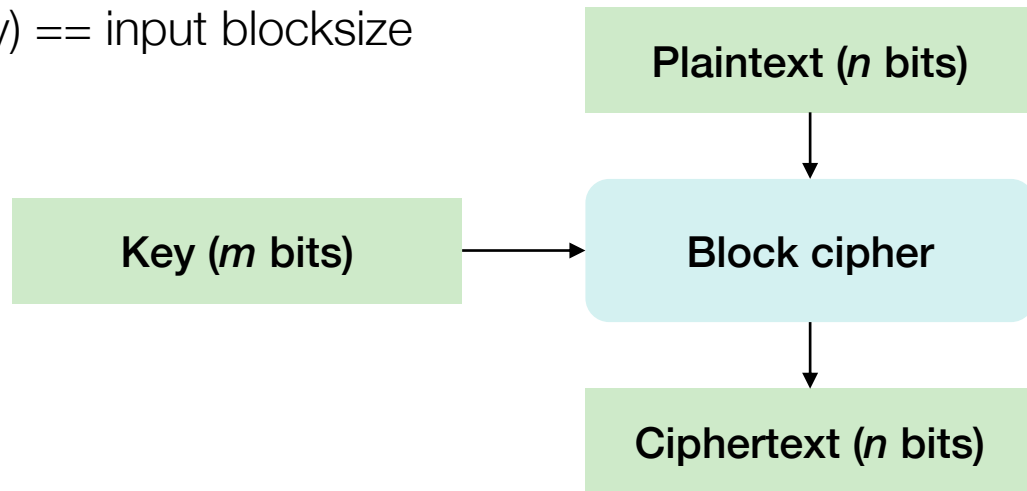 ) == input blocksize
Plaintext (n bits)
Key (m bits)
Block cipher
Ciphertext (n bits)